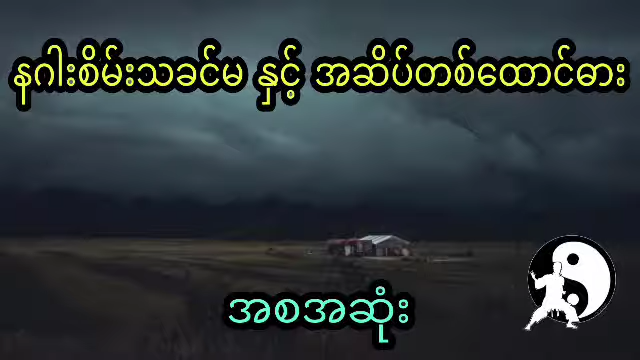 နဂါးစိမ်းသခင်မ နှင့် အဆိပ်တစ်ထောင်ဓား
အစအဆုံး